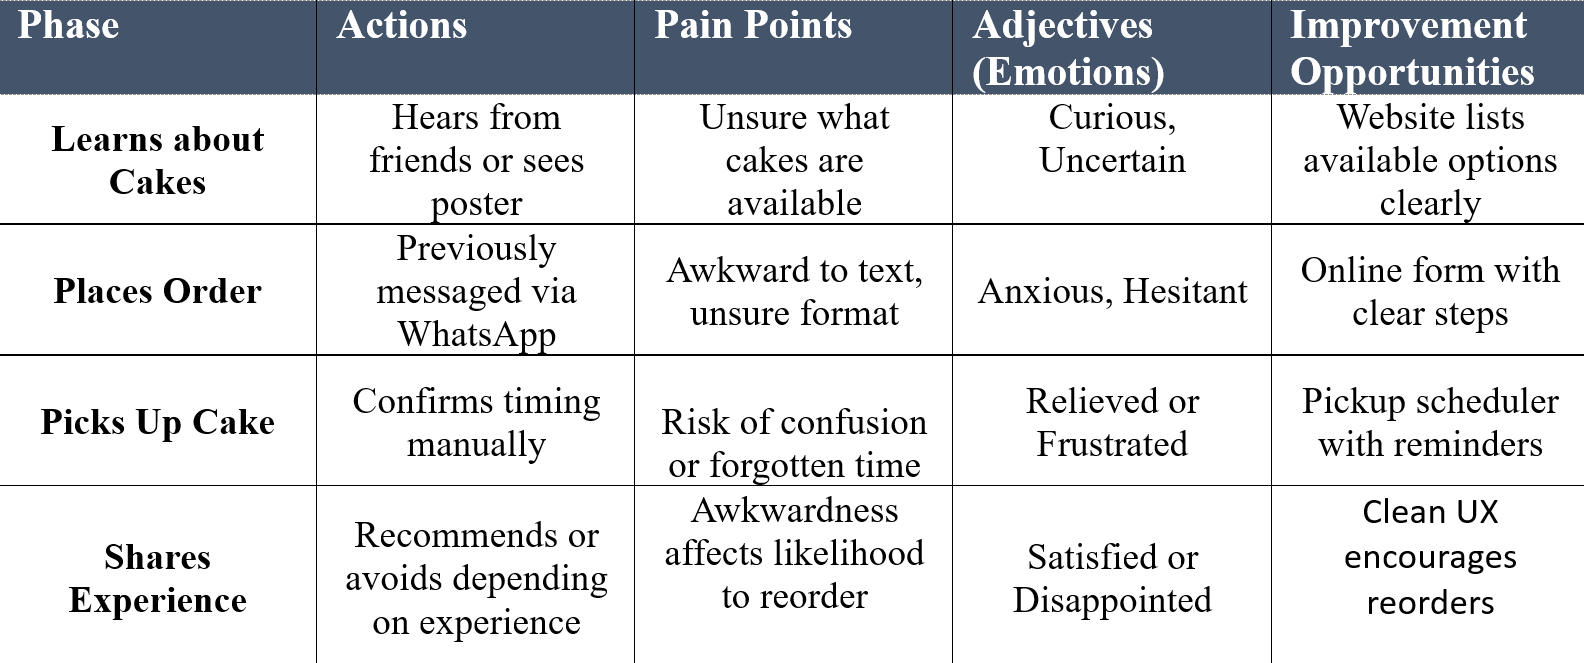 Phase
Actions
Pain Points
Adjectives
(Emotions)
Improvement
Opportunities
Learns about
Cakes
Hears from
friends or sees
poster
Unsure what
cakes are
available
Curious,
Uncertain
Website lists
available options
clearly
Places Order
Previously
messaged via
WhatsApp
Awkward to text,
unsure format
Anxious, Hesitant
Online form with
clear steps
Picks Up Cake
Confirms timing
manually
Risk of confusion
or forgotten time
Relieved or
Frustrated
Pickup scheduler
with reminders
Shares
Experience
Recommends or
avoids depending
on experience
Awkwardness
affects likelihood
to reorder
Satisfied or
Disappointed
Clean UX
encourages
reorders